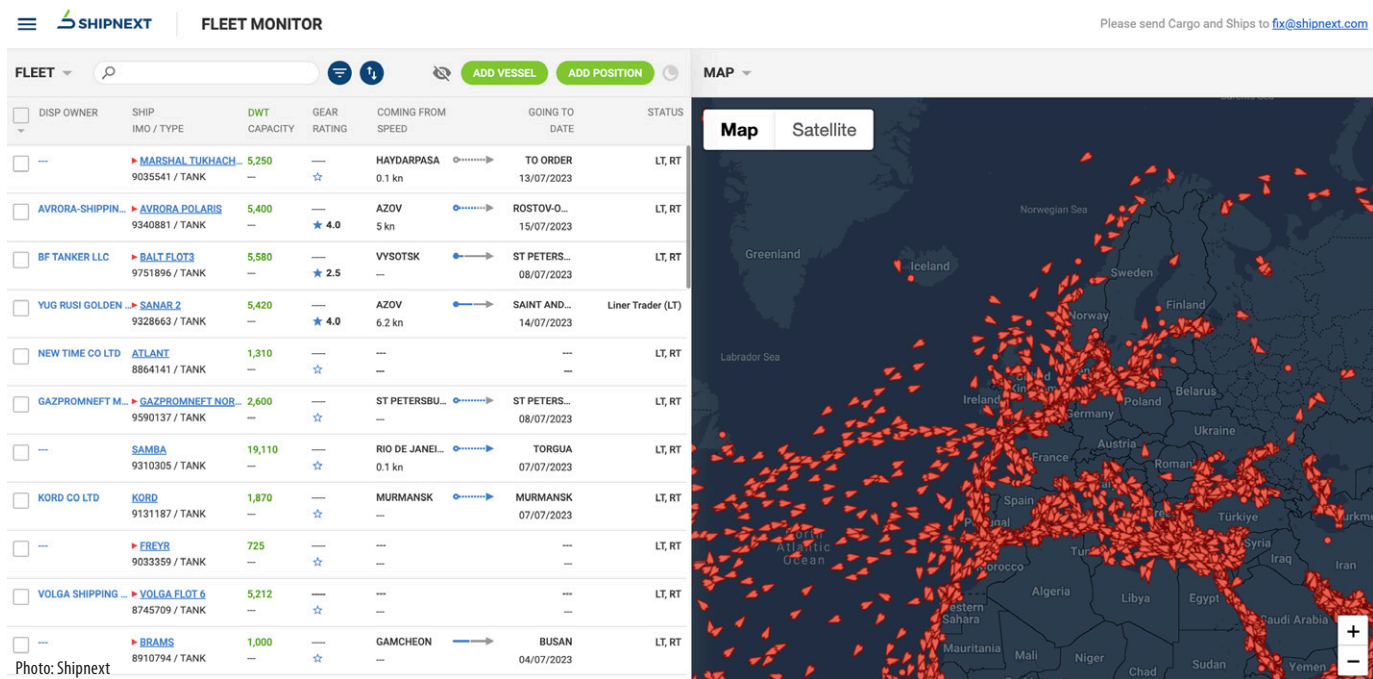 SHIPNEXT FLEET MONITOR Please send Cargo and Ships to fix@shipnext.com
FLEET ADD VESSEL ADD POSITION MAP
DISP OWNER SHIP DWT GEAR COMING FROM GOING TO STATUS
IMO / TYPE CAPACITY RATING SPEED DATE
--- MARSHAL TUKHACH... 5,250 ---- HAYDARPASA TO ORDER LT, RT
9035541 / TANK --- 0.1 kn 13/07/2023
AVRORA-SHIPPIN... AVRORA POLARIS 5,400 ---- AZOV ROSTOV-O... LT, RT
9340881 / TANK --- 4.0 5 kn 15/07/2023
BF TANKER LLC BALT FLOT3 5,580 ---- VYSOTSK ST PETERS... LT, RT
9751896 / TANK --- 2.5 --- 08/07/2023
YUG RUSI GOLDEN ... SANAR 2 5,420 ---- AZOV SAINT AND... Liner Trader (LT)
9328663 / TANK --- 4.0 6.2 kn 14/07/2023
NEW TIME CO LTD ATLANT 1,310 ---- --- --- LT, RT
8864141 / TANK --- --- ---
GAZPROMNEFT M... GAZPROMNEFT NOR... 2,600 ---- ST PETERSBU... ST PETERS... LT, RT
9590137 / TANK --- --- 08/07/2023
--- SAMBA 19,110 ---- RIO DE JANEI... TORGUA LT, RT
9310305 / TANK --- 0.1 kn 07/07/2023
KORD CO LTD KORD 1,870 ---- MURMANSK MURMANSK LT, RT
9131187 / TANK --- --- 07/07/2023
--- FREYR 725 ---- --- --- LT, RT
9033359 / TANK --- --- ---
VOLGA SHIPPING ... VOLGA FLOT 6 5,212 ---- --- --- LT, RT
8745709 / TANK --- --- ---
--- BRAMS 1,000 ---- GAMCHEON BUSAN LT, RT
8910794 / TANK --- --- 04/07/2023
Photo: Shipnext
Map Satellite
Norwegian Sea
Greenland
Iceland
Sweden
Finland
Norway
Labrador Sea
Ireland
Belarus
Poland
Germany
Ukraine
Austria
France
Spain
Türkiye
Syria
Atlantic
Ocean
Iraq
Iran
Algeria
Libya
Egypt
Sahara
Saudi Arabia
Mauritania
Mali
Niger
Chad
Sudan
Yemen
+
−